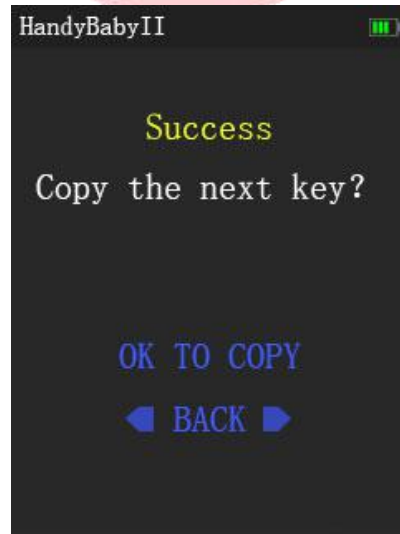 HandyBabyII
Success
Copy the next key?
OK TO COPY
BACK